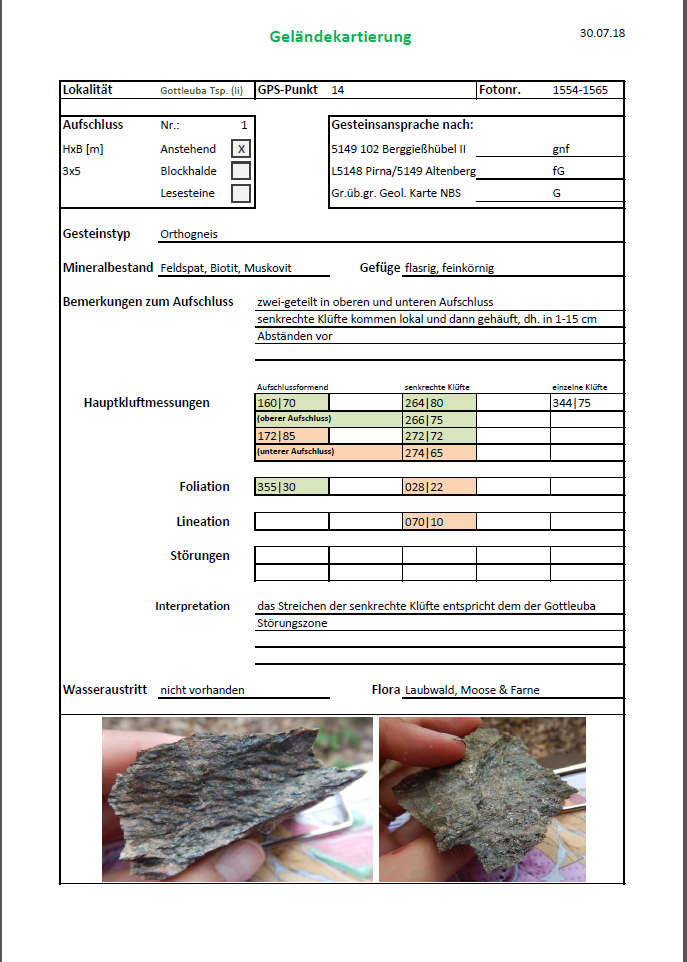 Geländekartierung
30.07.18
Lokalität Gottleuba Tsp. (li) GPS-Punkt 14 Fotonr. 1554-1565
Aufschluss Nr.: 1 Gesteinsansprache nach:
HxB [m] Anstehend X 5149 102 Berggießhübel II gnf
3x5 Blockhalde L5148 Pirna/5149 Altenberg fG
Lesesteine Gr.üb.gr. Geol. Karte NBS G
Gesteinstyp Orthogneis
Mineralbestand Feldspat, Biotit, Muskovit Gefüge flasrig, feinkörnig
Bemerkungen zum Aufschluss zwei-geteilt in oberen und unteren Aufschluss
senkrechte Klüfte kommen lokal und dann gehäuft, dh. in 1-15 cm
Abständen vor
Aufschlussformend senkrechte Klüfte einzelne Klüfte
Hauptkluftmessungen 160|70 264|80 344|75
(oberer Aufschluss) 266|75
172|85 272|72
(unterer Aufschluss) 274|65
Foliation 355|30 028|22
Lineation 070|10
Störungen
Interpretation das Streichen der senkrechte Klüfte entspricht dem der Gottleuba
Störungszone
Wasseraustritt nicht vorhanden Flora Laubwald, Moose & Farne